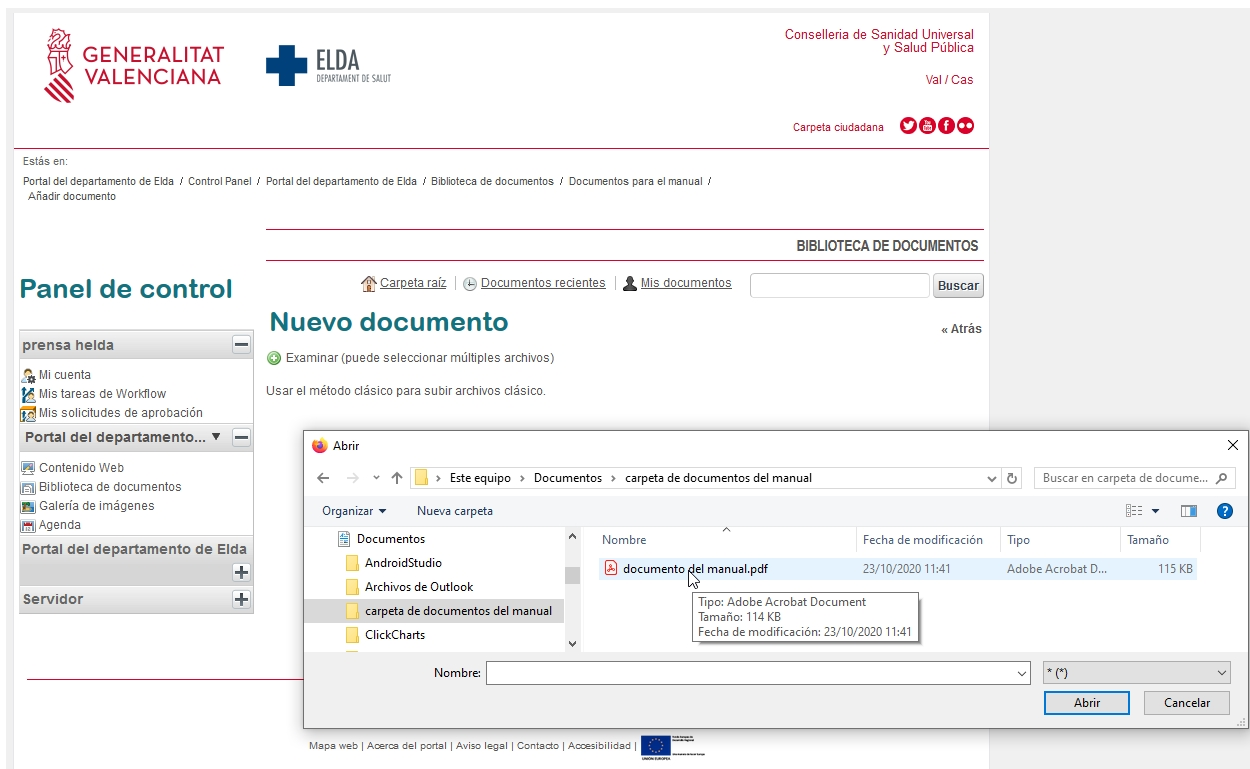 GENERALITAT
VALENCIANA
ELDA
DEPARTAMENT DE SALUT
Conselleria de Sanidad Universal
y Salud Pública
Val / Cas
Carpeta ciudadana
Estás en:
Portal del departamento de Elda / Control Panel / Portal del departamento de Elda / Biblioteca de documentos / Documentos para el manual /
Añadir documento
BIBLIOTECA DE DOCUMENTOS
Panel de control
Carpeta raíz | Documentos recientes | Mis documentos
Buscar
Nuevo documento
« Atrás
prensa helda
Examinar (puede seleccionar múltiples archivos)
Mi cuenta
Mis tareas de Workflow
Usar el método clásico para subir archivos clásico.
Mis solicitudes de aprobación
Portal del departamento...
Contenido Web
Biblioteca de documentos
Galería de imágenes
Agenda
Portal del departamento de Elda
Servidor
Abrir
Este equipo > Documentos > carpeta de documentos del manual
Buscar en carpeta de docume...
Organizar
Nueva carpeta
Documentos
AndroidStudio
Archivos de Outlook
carpeta de documentos del manual
ClickCharts
Nombre Fecha de modificación Tipo Tamaño
documento del manual.pdf 23/10/2020 11:41 Adobe Acrobat D... 115 KB
Tipo: Adobe Acrobat Document
Tamaño: 114 KB
Fecha de modificación: 23/10/2020 11:41
Nombre:
* (*)
Abrir
Cancelar
Mapa web | Acerca del portal | Aviso legal | Contacto | Accesibilidad |
UNIÓN EUROPEA